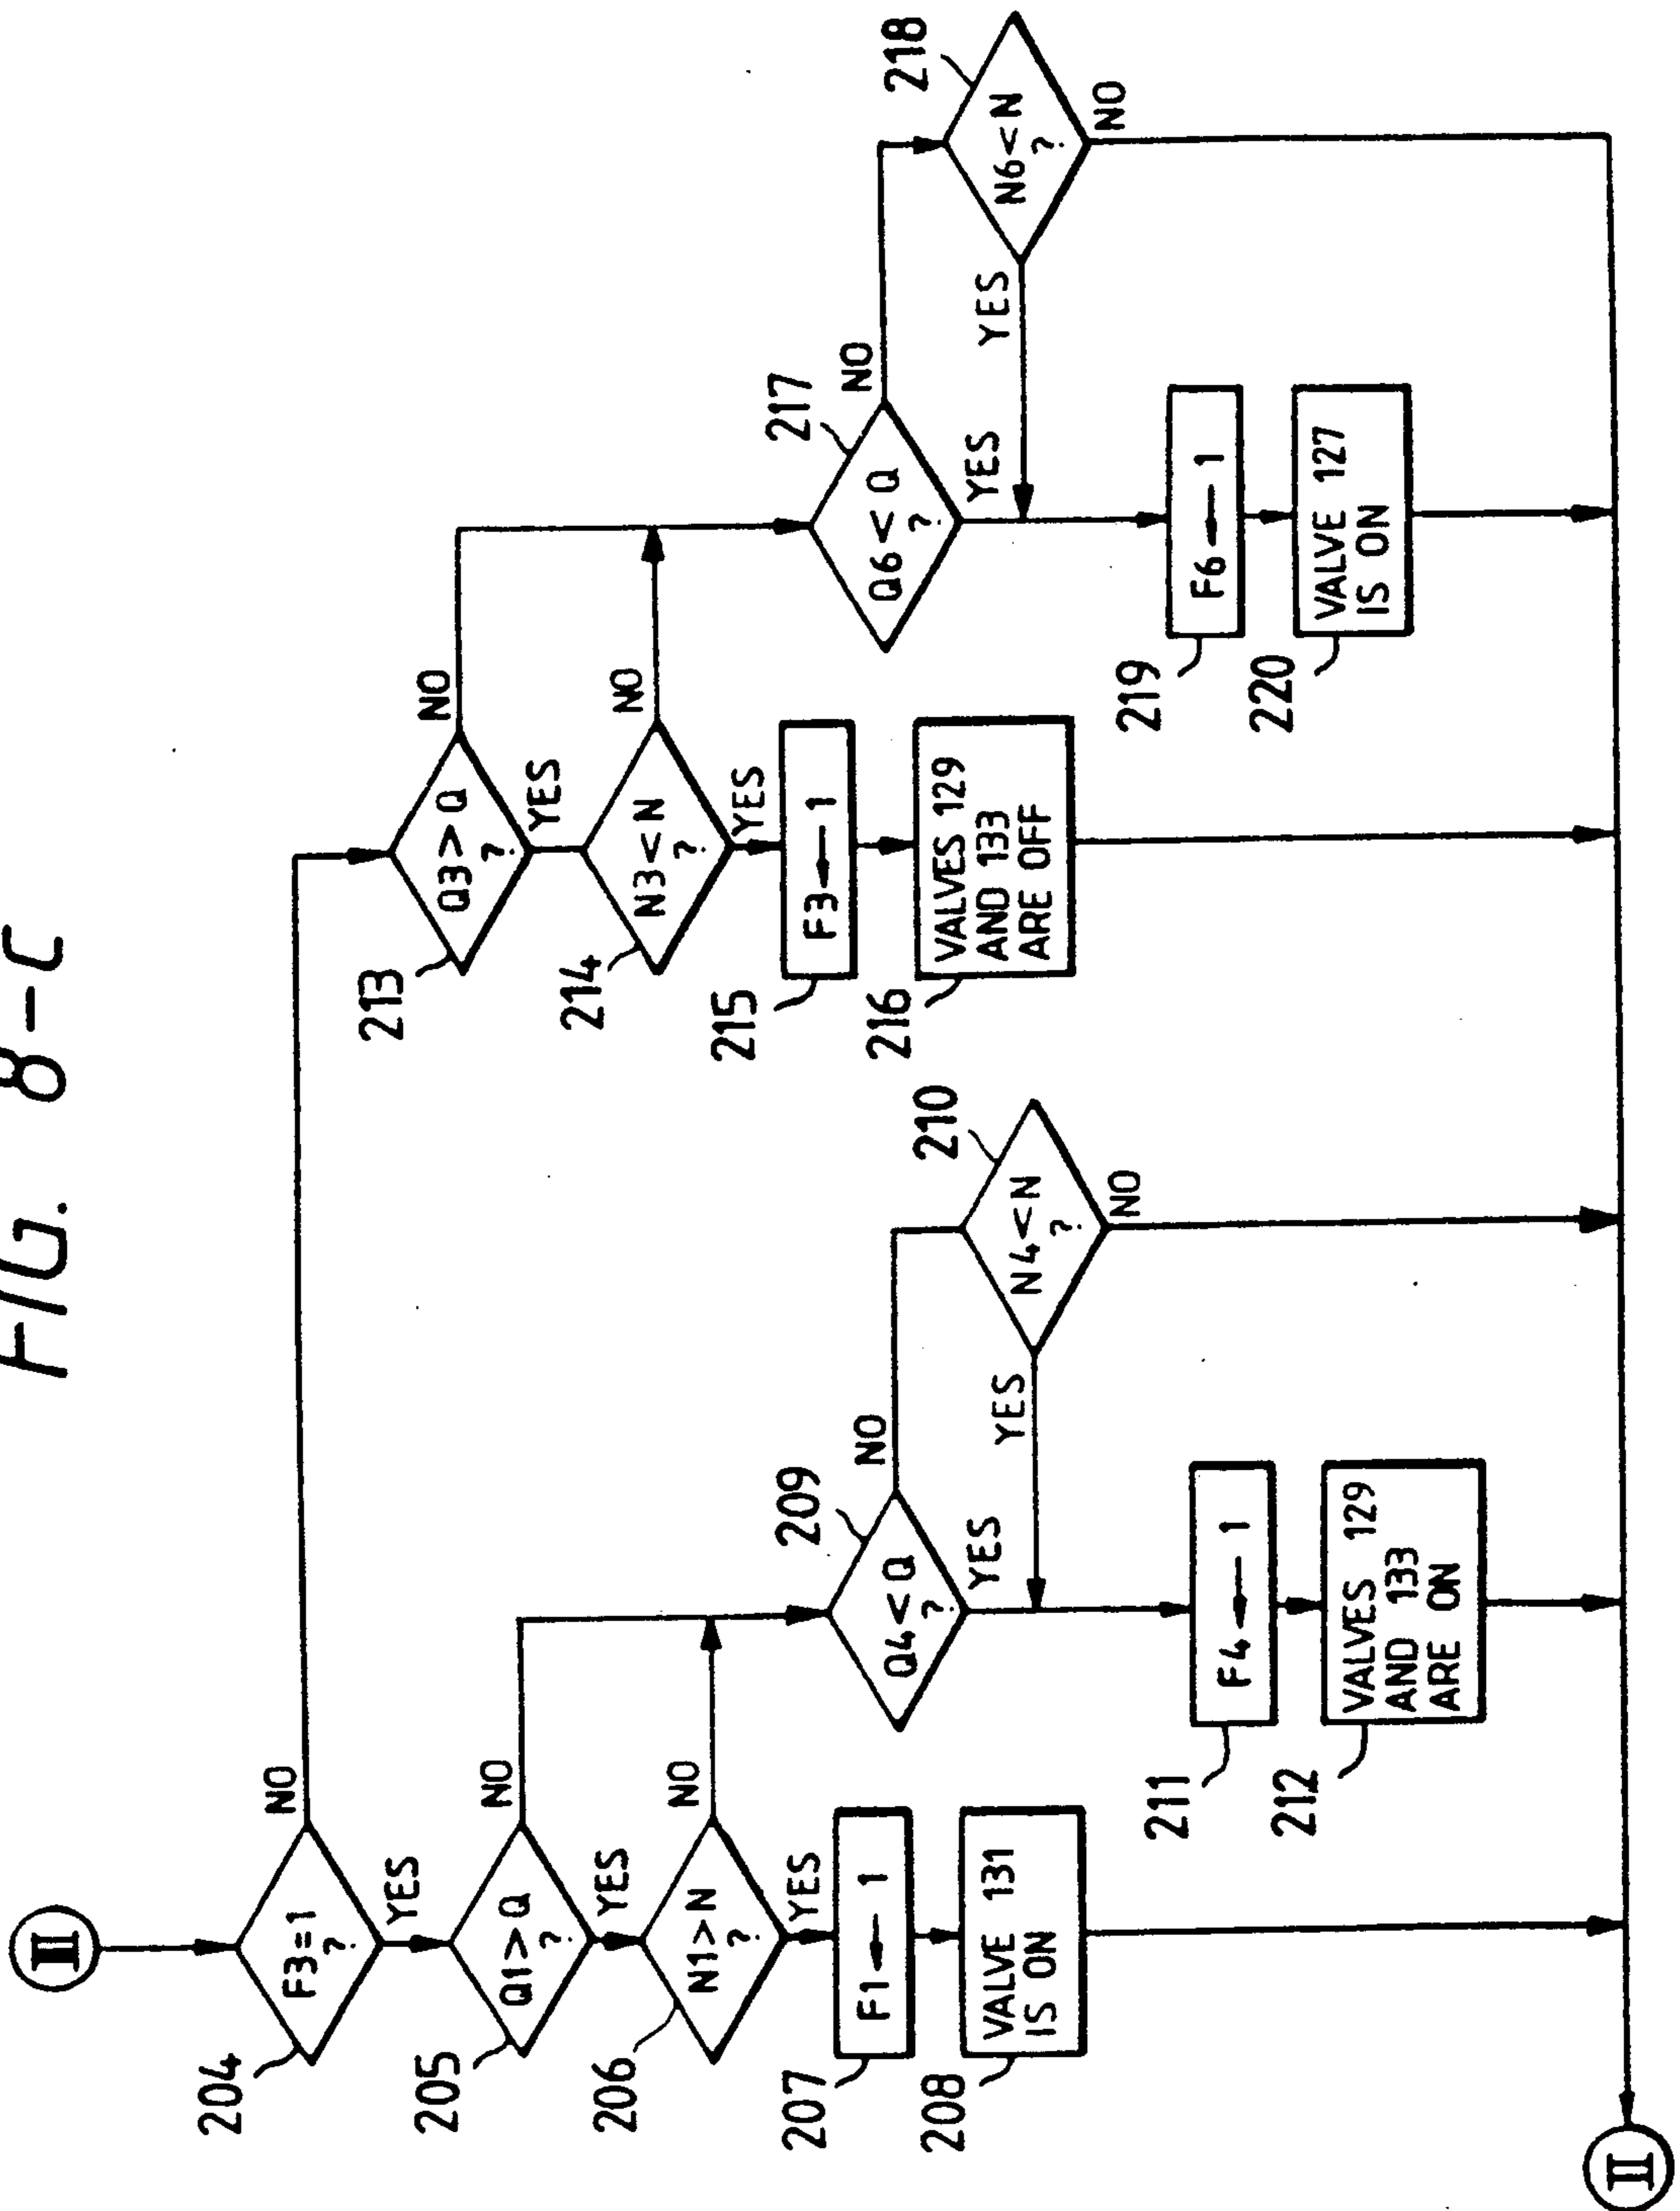 FIG. 8-C
III
204
F3=1
?
NO
YES
205
Q1>Q
?
NO
YES
206
N1>N
?
NO
YES
207
F1←1
208
VALVE 131
IS ON
209
Q4<Q
?
NO
YES
210
N4<N
?
YES
NO
211
F4←1
212
VALVES 129
AND 133
ARE ON
213
Q3>Q
?
NO
YES
214
N3<N
?
NO
YES
215
F3←1
216
VALVES 129
AND 133
ARE OFF
217
Q6<Q
?
NO
YES
218
N6<N
?
YES
NO
219
F6←1
220
VALVE 127
IS ON
II